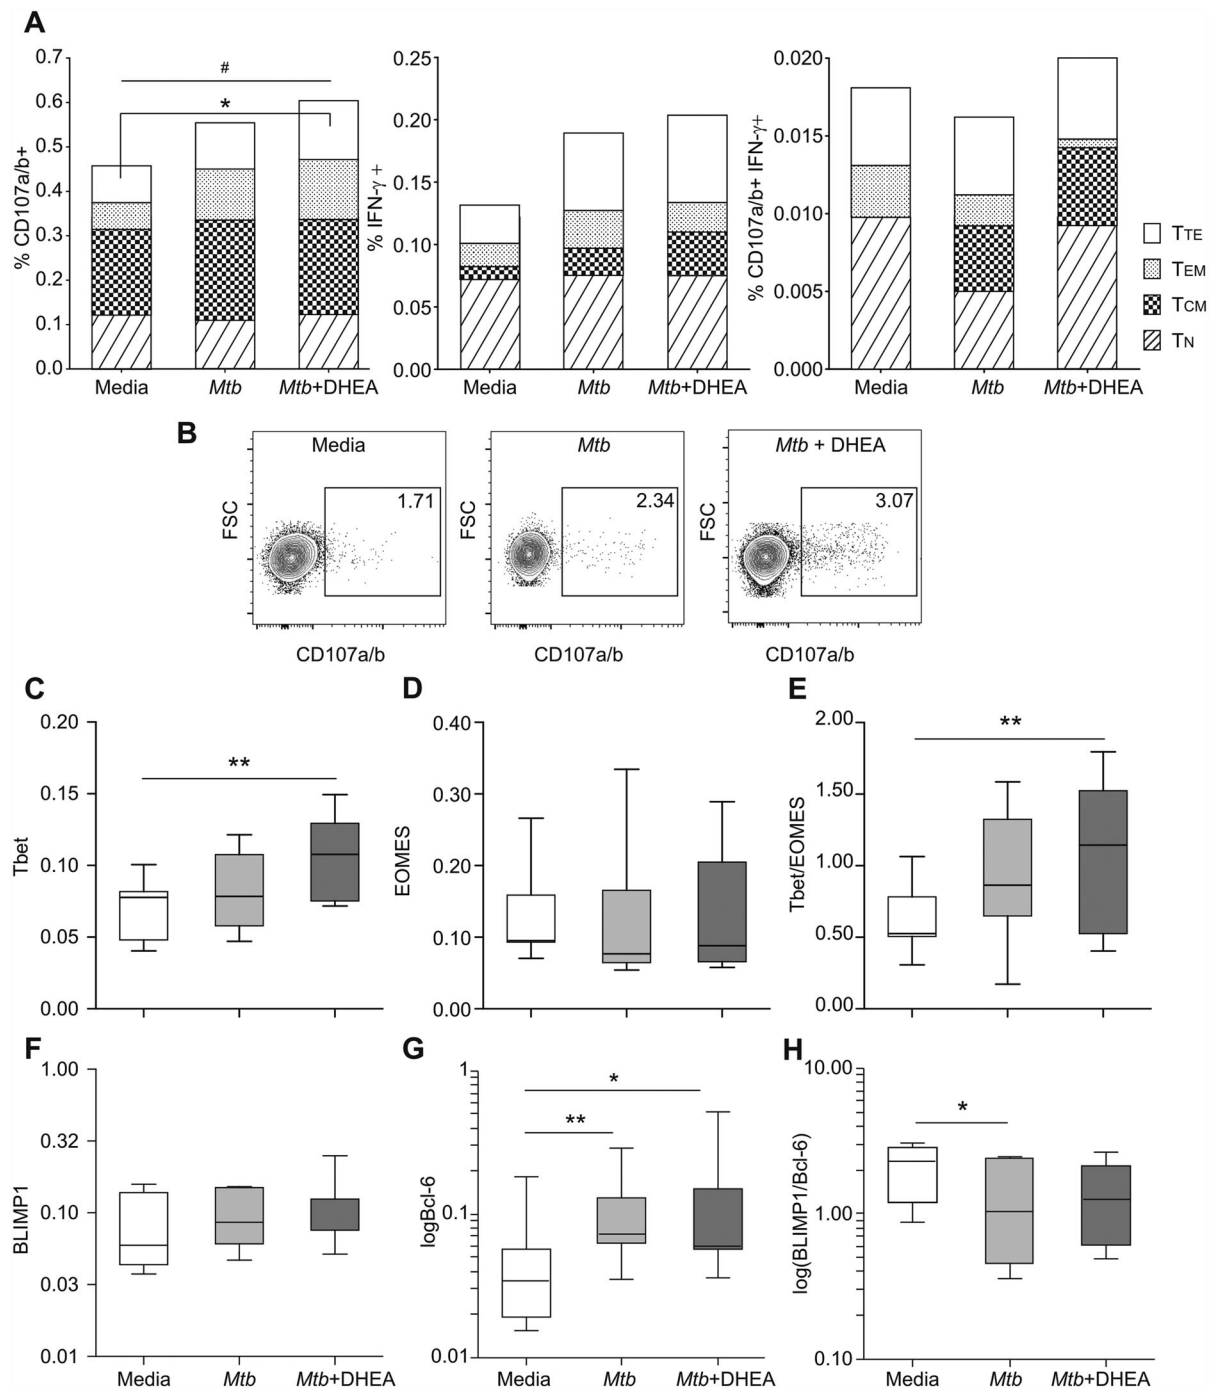 A
% CD107a/b+
0.7
0.6
0.5
0.4
0.3
0.2
0.1
0.0
#
*
Media
Mtb
Mtb+DHEA
% IFN-γ +
0.25
0.20
0.15
0.10
0.05
0.00
Media
Mtb
Mtb+DHEA
% CD107a/b+ IFN-γ+
0.020
0.015
0.010
0.005
0.000
Media
Mtb
Mtb+DHEA
TTE
TEM
TCM
TN
B
Media
1.71
FSC
CD107a/b
Mtb
2.34
FSC
CD107a/b
Mtb + DHEA
3.07
FSC
CD107a/b
C
Tbet
0.20
0.15
0.10
0.05
0.00
**
D
EOMES
0.40
0.30
0.20
0.10
0.00
E
Tbet/EOMES
2.00
1.50
1.00
0.50
0.00
**
F
BLIMP1
1.00
0.32
0.10
0.03
0.01
Media
Mtb
Mtb+DHEA
G
logBcl-6
1
0.1
0.01
*
**
Media
Mtb
Mtb+DHEA
H
log(BLIMP1/Bcl-6)
10.00
1.00
0.10
*
Media
Mtb
Mtb+DHEA